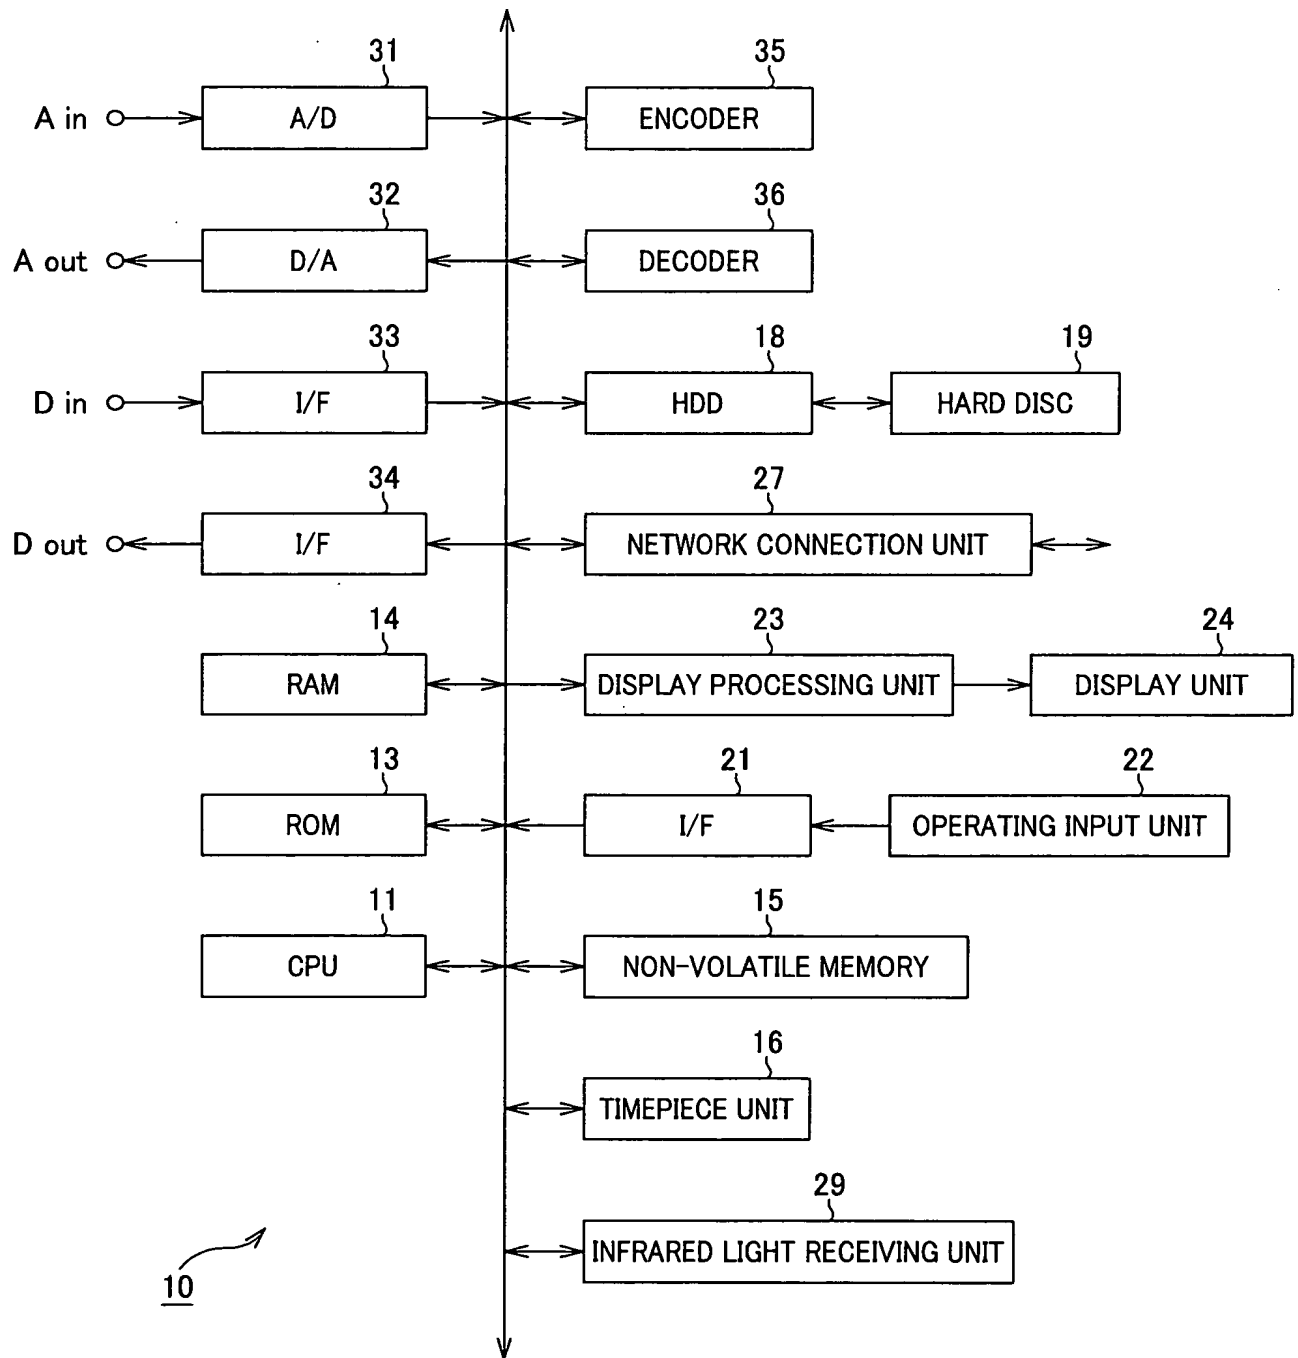 31
35
A in
A/D
ENCODER
32
36
A out
D/A
DECODER
33
18
19
D in
I/F
HDD
HARD DISC
34
27
D out
I/F
NETWORK CONNECTION UNIT
14
23
24
RAM
DISPLAY PROCESSING UNIT
DISPLAY UNIT
13
21
22
ROM
I/F
OPERATING INPUT UNIT
11
15
CPU
NON-VOLATILE MEMORY
16
TIMEPIECE UNIT
29
INFRARED LIGHT RECEIVING UNIT
10